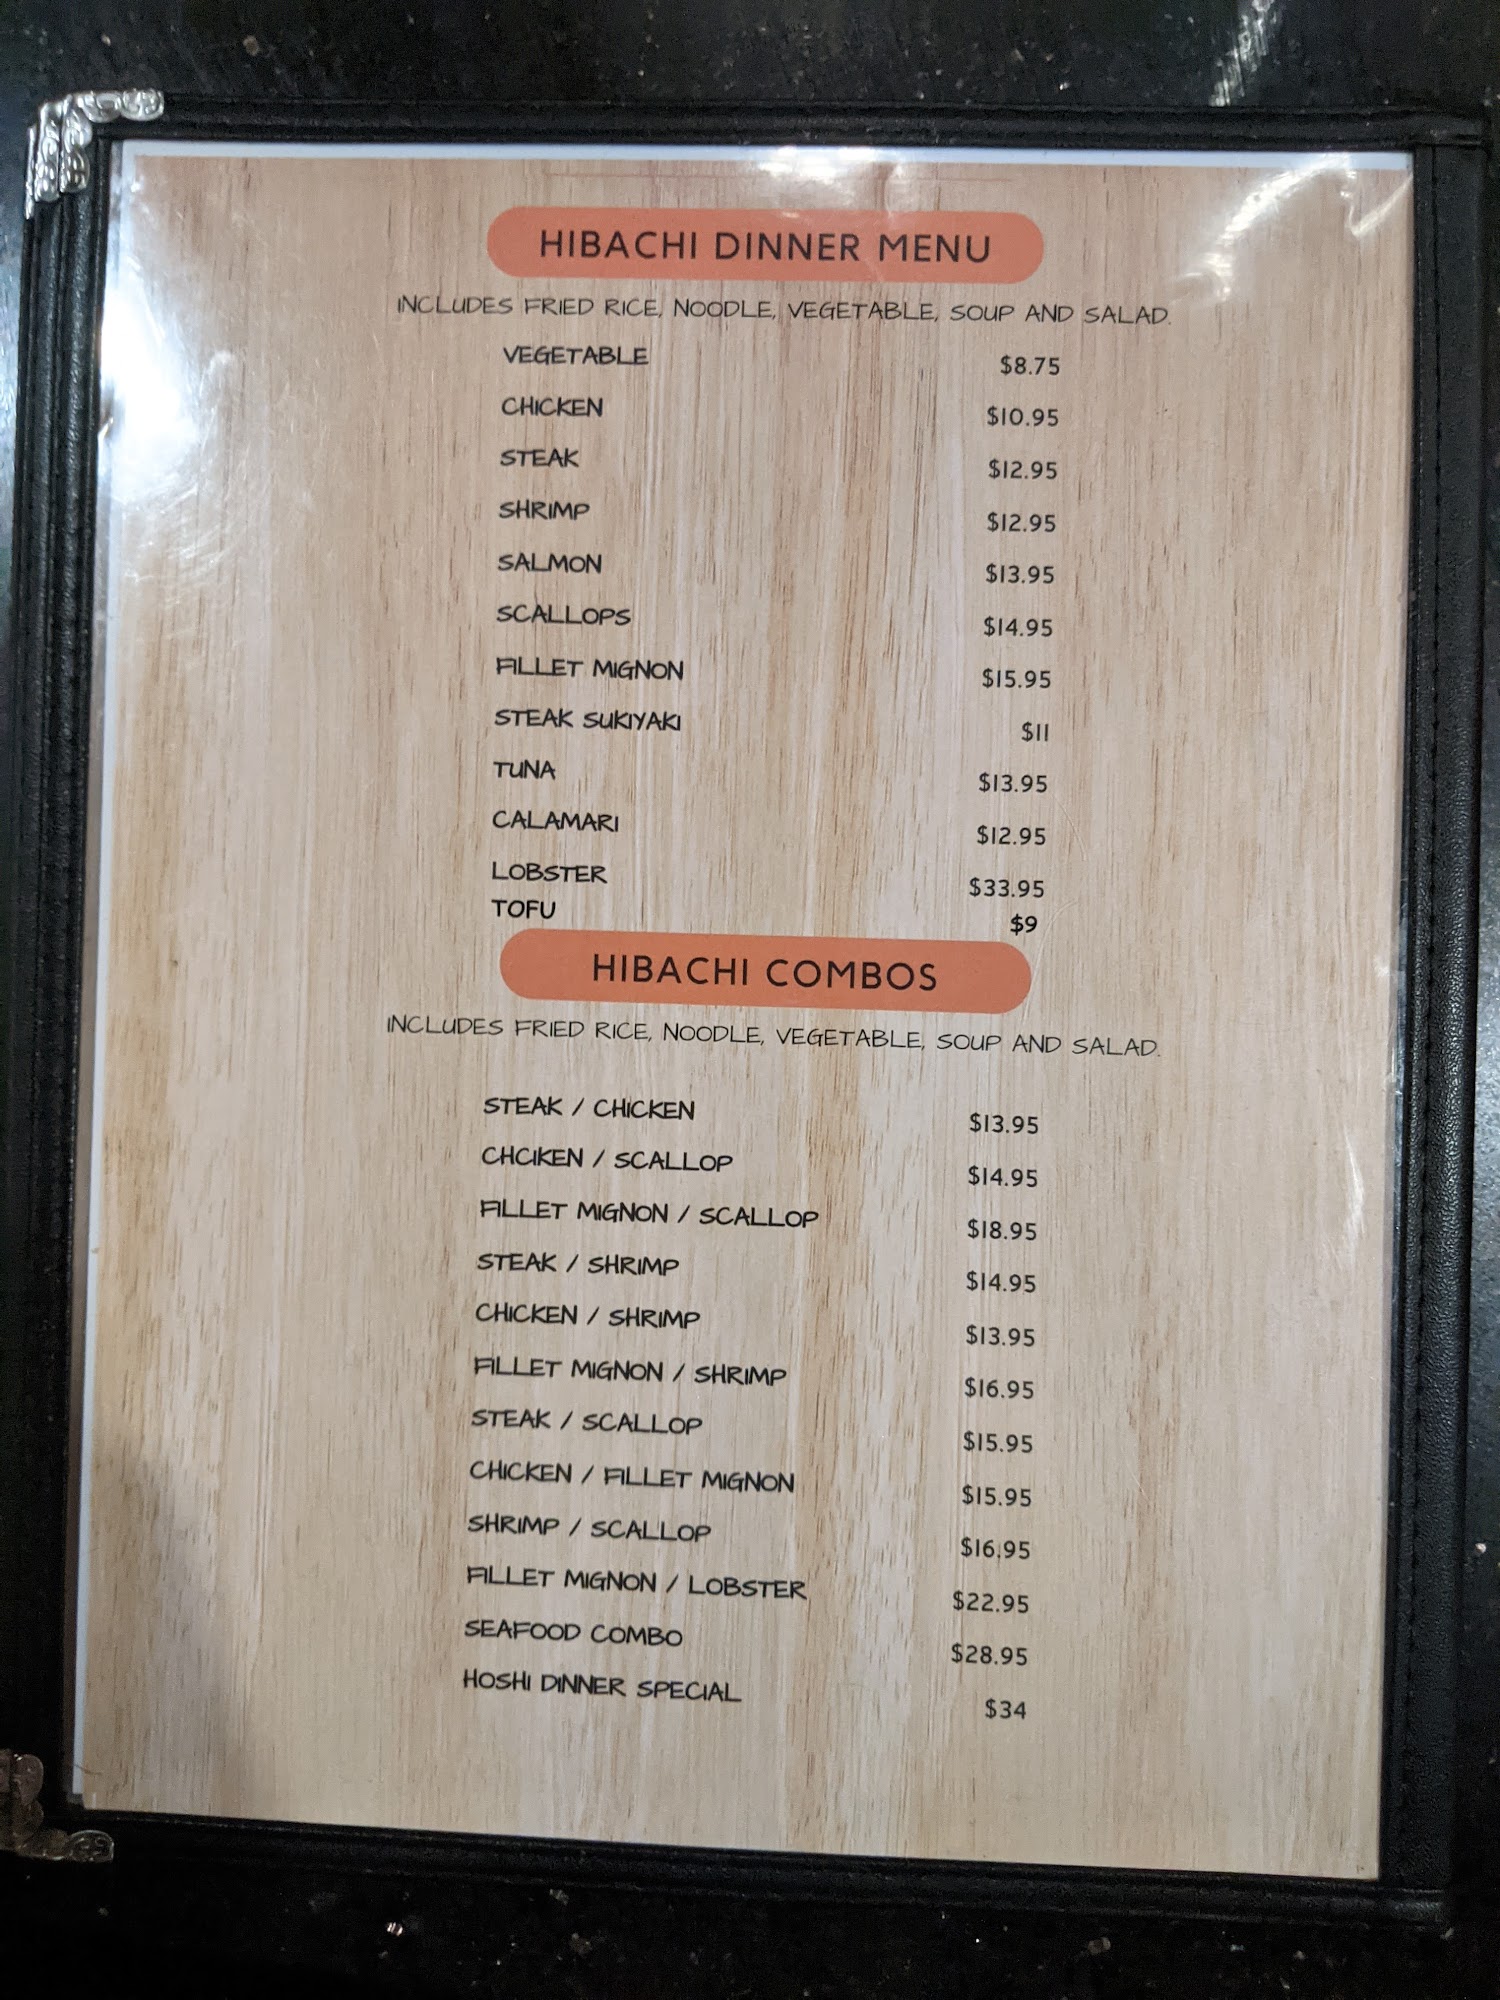 HIBACHI DINNER MENU
INCLUDES FRIED RICE, NOODLE, VEGETABLE, SOUP AND SALAD.
VEGETABLE $8.75
CHICKEN $10.95
STEAK $12.95
SHRIMP $12.95
SALMON $13.95
SCALLOPS $14.95
FILLET MIGNON $15.95
STEAK SUKIYAKI $11
TUNA $13.95
CALAMARI $12.95
LOBSTER $33.95
TOFU $9
HIBACHI COMBOS
INCLUDES FRIED RICE, NOODLE, VEGETABLE, SOUP AND SALAD.
STEAK / CHICKEN $13.95
CHCIKEN / SCALLOP $14.95
FILLET MIGNON / SCALLOP $18.95
STEAK / SHRIMP $14.95
CHICKEN / SHRIMP $13.95
FILLET MIGNON / SHRIMP $16.95
STEAK / SCALLOP $15.95
CHICKEN / FILLET MIGNON $15.95
SHRIMP / SCALLOP $16.95
FILLET MIGNON / LOBSTER $22.95
SEAFOOD COMBO $28.95
HOSHI DINNER SPECIAL $34